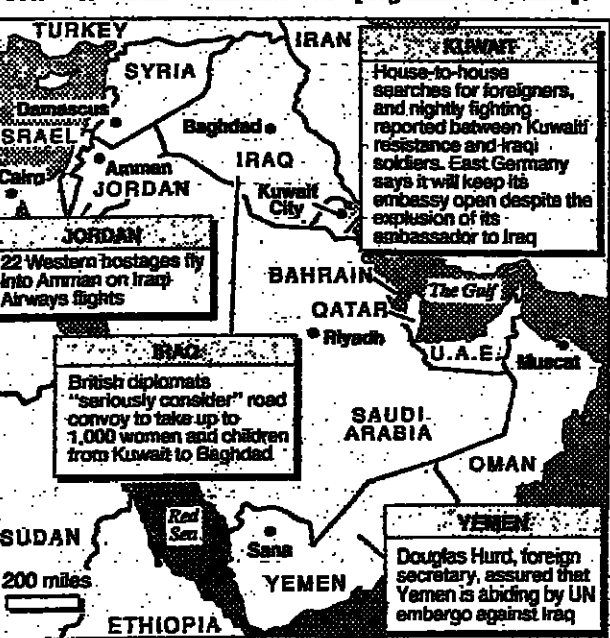 TURKEY
IRAN
SYRIA
Damascus
ISRAEL
Baghdad
IRAQ
Cairo
Amman
JORDAN
Kuwait
City
KUWAIT
House-to-house
searches for foreigners,
and nightly fighting
reported between Kuwaiti
resistance and Iraqi
soldiers. East Germany
says it will keep its
embassy open despite the
explusion of its
ambassador to Iraq
JORDAN
22 Western hostages fly
into Amman on Iraqi
Airways flights
BAHRAIN
The Gulf
QATAR
Riyadh
U.A.E.
Muscat
IRAQ
British diplomats
"seriously consider" road
convoy to take up to
1,000 women and children
from Kuwait to Baghdad
SAUDI
ARABIA
OMAN
SUDAN
Red
Sea
Sana
YEMEN
200 miles
ETHIOPIA
YEMEN
Douglas Hurd, foreign
secretary, assured that
Yemen is abiding by UN
embargo against Iraq